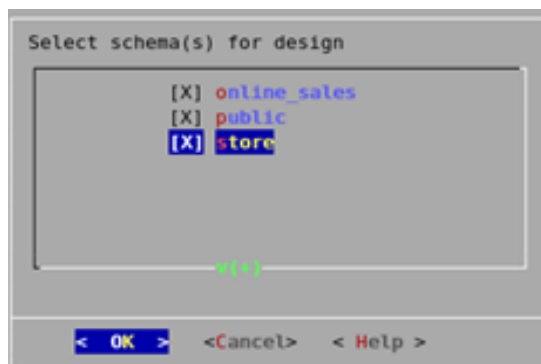 Select schema(s) for design
[X] online_sales
[X] public
[X] store
v(+)
< OK > <Cancel> < Help >